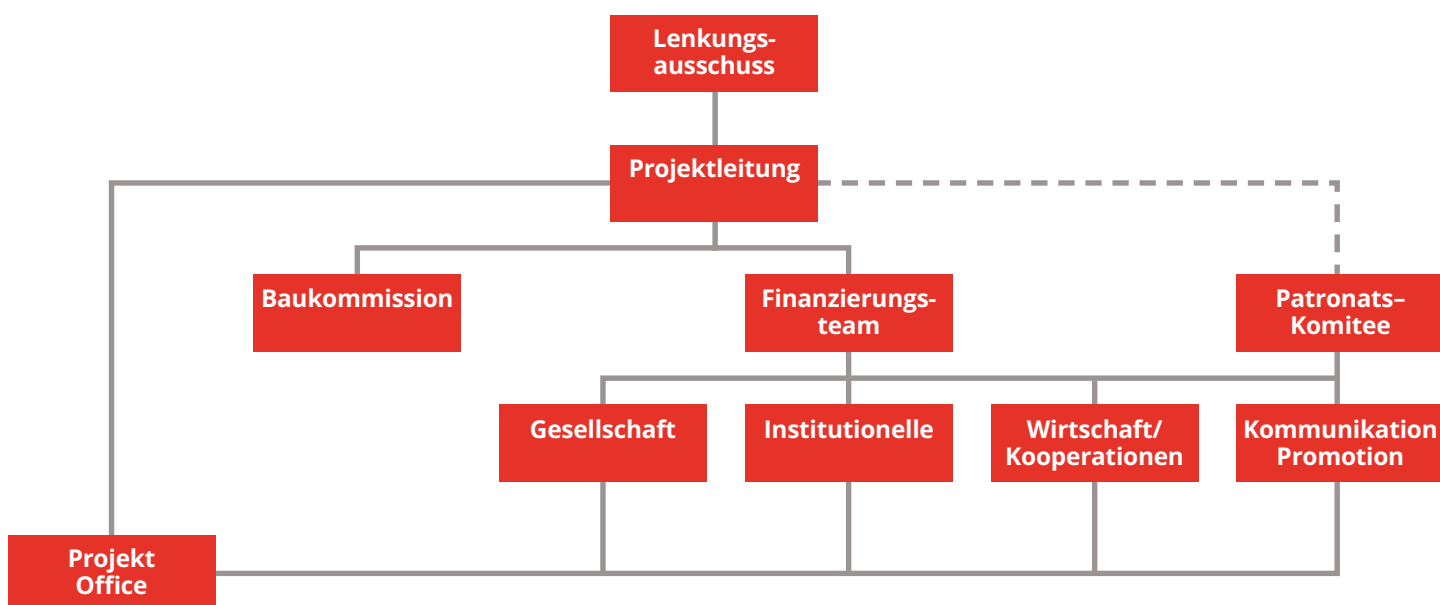 Lenkungs-
ausschuss
Projektleitung
Baukommission
Finanzierungs-
team
Patronats–
Komitee
Gesellschaft
Institutionelle
Wirtschaft/
Kooperationen
Kommunikation
Promotion
Projekt
Office